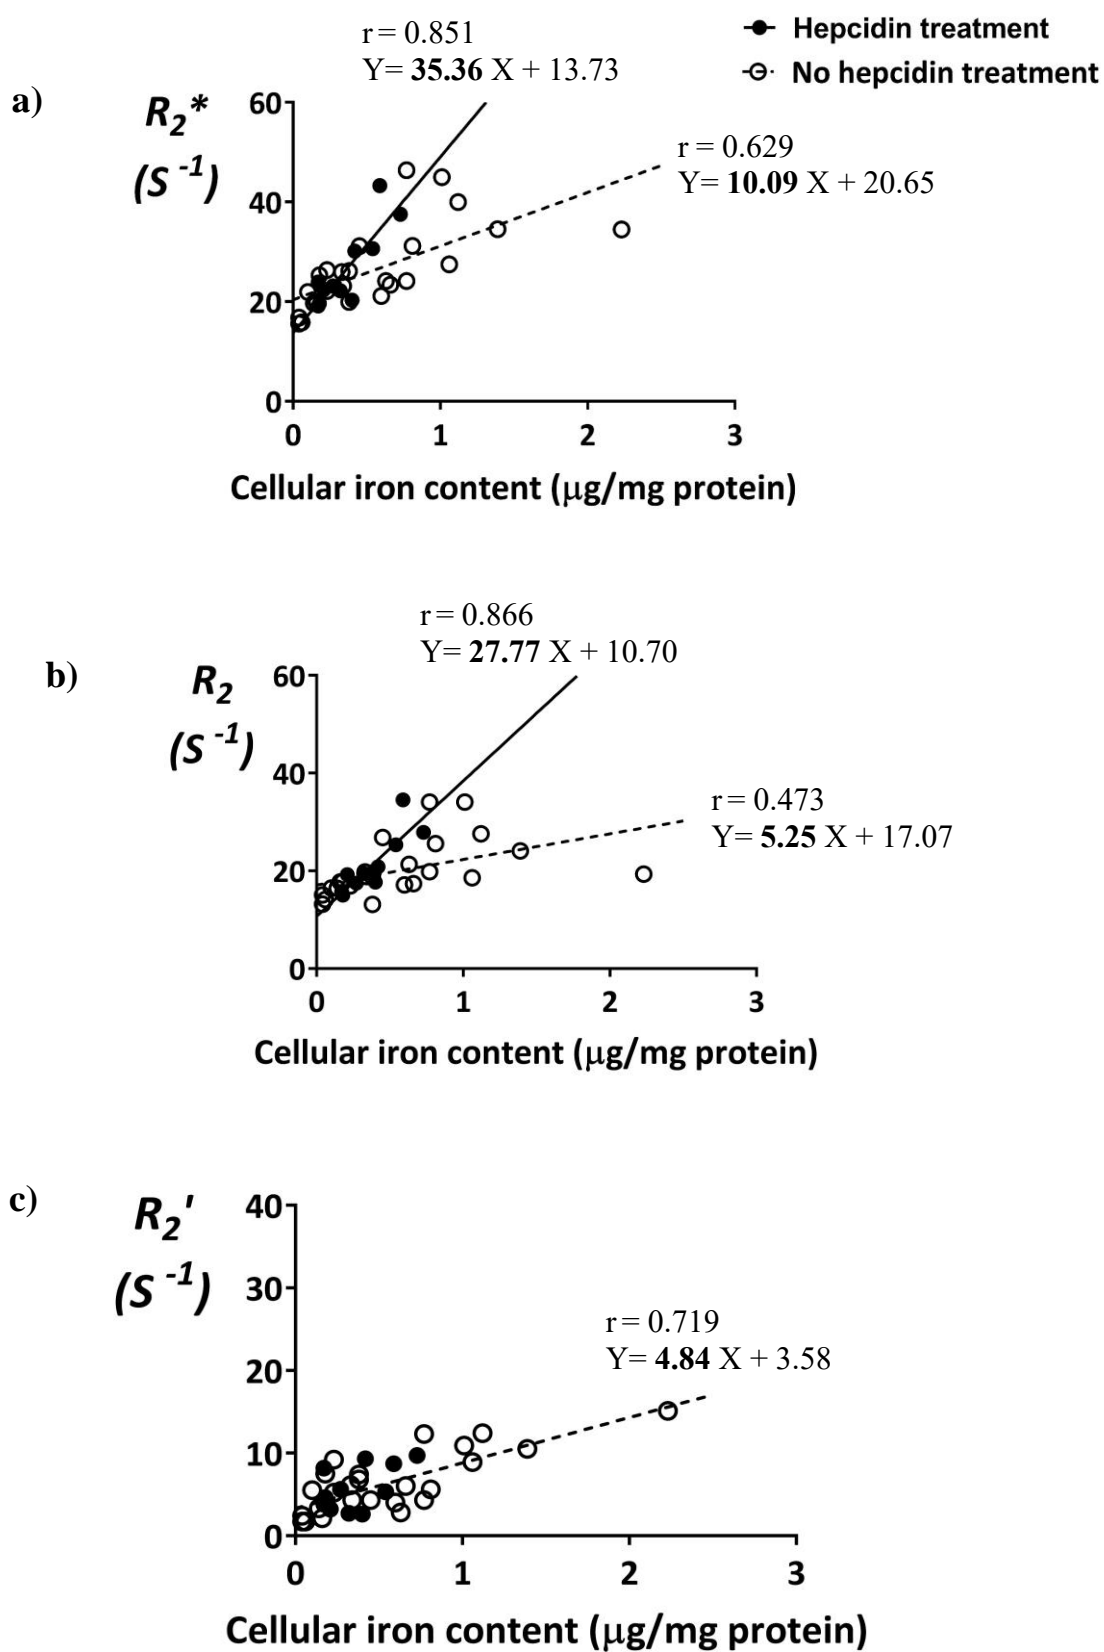 Hepcidin treatment
No hepcidin treatment
a)
R2*
(S -1)
r = 0.851
Y= 35.36 X + 13.73
r = 0.629
Y= 10.09 X + 20.65
60
40
20
0
0 1 2 3
Cellular iron content (μg/mg protein)
b)
R2
(S -1)
r = 0.866
Y= 27.77 X + 10.70
r = 0.473
Y= 5.25 X + 17.07
60
40
20
0
0 1 2 3
Cellular iron content (μg/mg protein)
c)
R2'
(S -1)
r = 0.719
Y= 4.84 X + 3.58
40
30
20
10
0
0 1 2 3
Cellular iron content (μg/mg protein)